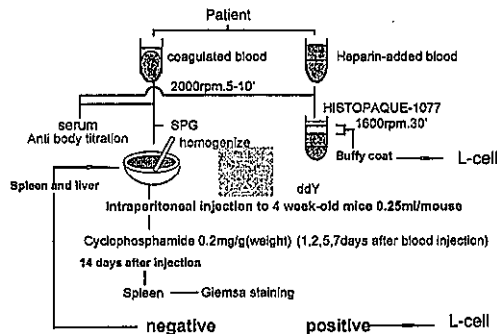 Patient
coagulated blood
Heparin-added blood
2000rpm.5-10'
HISTOPAQUE-1077
1600rpm.30'
serum
Anti body titration
SPG
homogenize
Buffy coat
L-cell
Spleen and liver
ddY
Intraperitoneal injection to 4 week-old mice 0.25ml/mouse
Cyclophosphamide 0.2mg/g(weight) (1,2,5,7days after blood injection)
14 days after injection
Spleen
Giemsa staining
negative
positive
L-cell